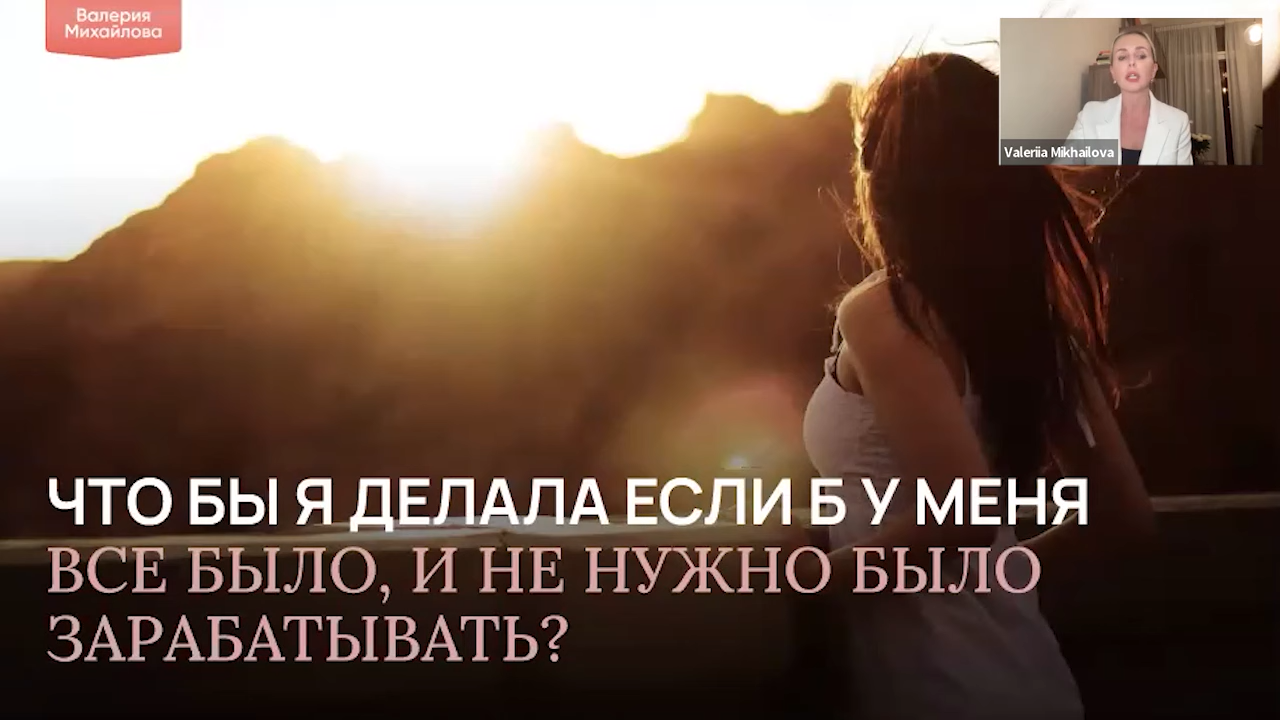 Валерия
Михайлова
Valeriia Mikhailova
ЧТО БЫ Я ДЕЛАЛА ЕСЛИ Б У МЕНЯ
ВСЕ БЫЛО, И НЕ НУЖНО БЫЛО
ЗАРАБАТЫВАТЬ?